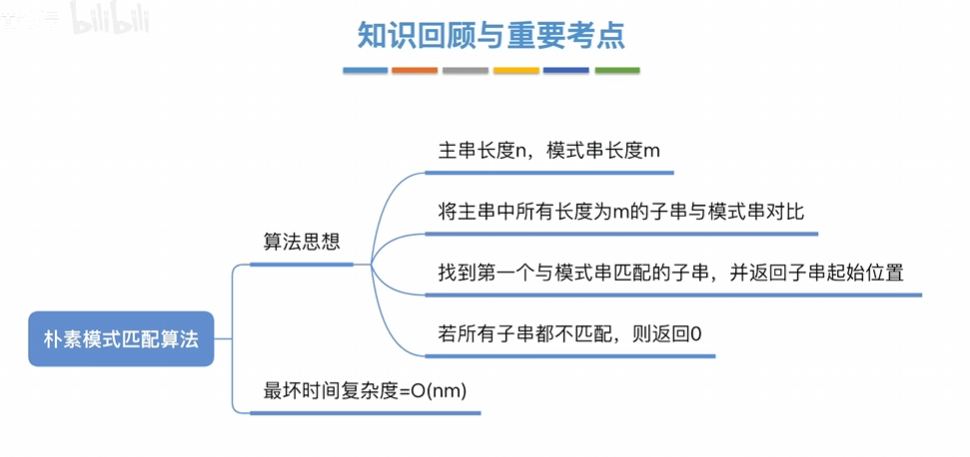 bilibili
知识回顾与重要考点
主串长度n，模式串长度m
将主串中所有长度为m的子串与模式串对比
算法思想
找到第一个与模式串匹配的子串，并返回子串起始位置
朴素模式匹配算法
若所有子串都不匹配，则返回0
最坏时间复杂度=O(nm)